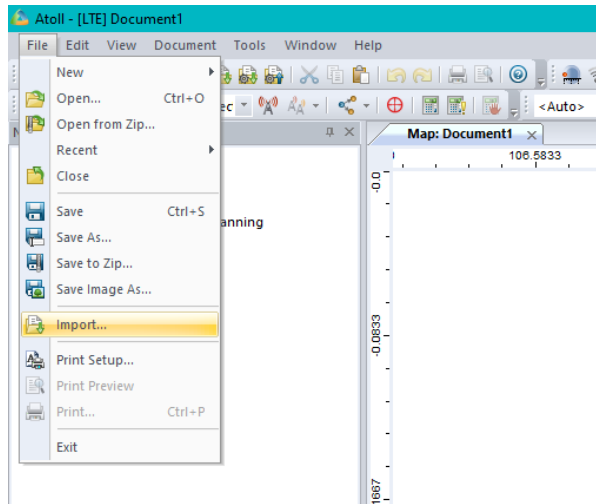 Atoll - [LTE] Document1
File Edit View Document Tools Window Help
New
Open... Ctrl+O
Open from Zip...
Recent
Close
Save Ctrl+S
Save As...
Save to Zip...
Save Image As...
Import...
Print Setup...
Print Preview
Print... Ctrl+P
Exit
<Auto>
Map: Document1
106.5833
-0.0
anning
-0.0833
1667